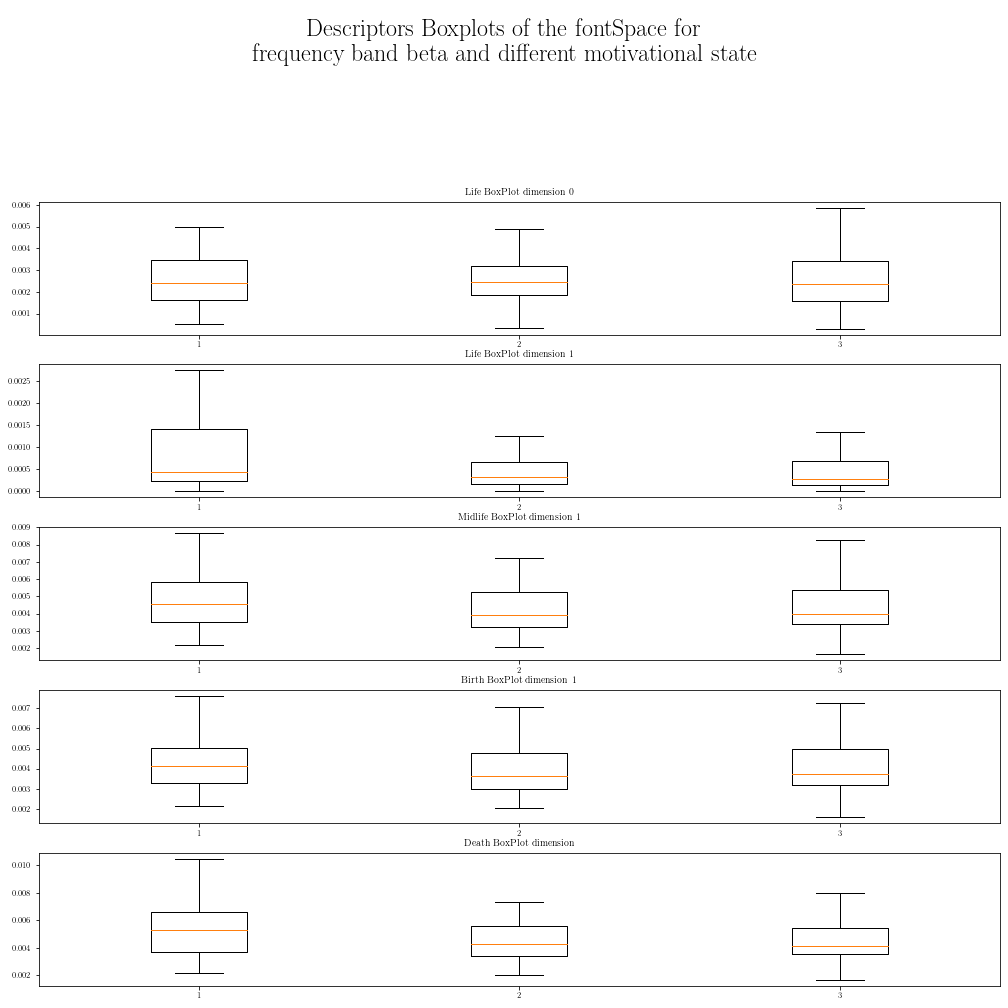 Descriptors Boxplots of the fontSpace for
frequency band beta and different motivational state
Life BoxPlot dimension 0
0.006
0.005
0.004
0.003
0.002
0.001
1 2 3
Life BoxPlot dimension 1
0.0025
0.0020
0.0015
0.0010
0.0005
0.0000
1 2 3
Midlife BoxPlot dimension 1
0.009
0.008
0.007
0.006
0.005
0.004
0.003
0.002
1 2 3
Birth BoxPlot dimension 1
0.007
0.006
0.005
0.004
0.003
0.002
1 2 3
Death BoxPlot dimension
0.010
0.008
0.006
0.004
0.002
1 2 3